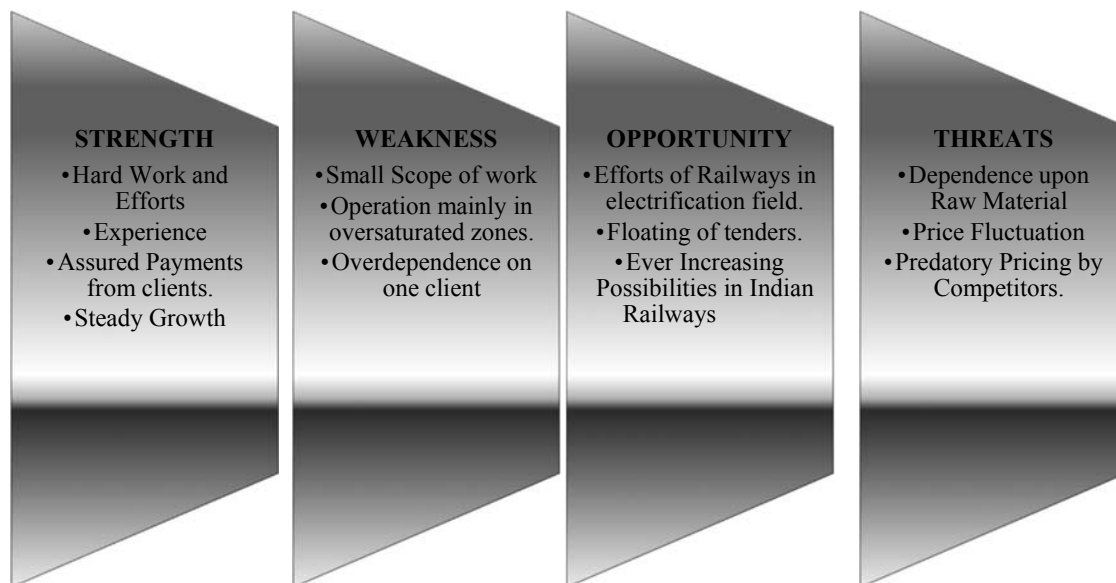 STRENGTH
•Hard Work and
Efforts
•Experience
•Assured Payments
from clients.
•Steady Growth
WEAKNESS
•Small Scope of work
•Operation mainly in
oversaturated zones.
•Overdependence on
one client
OPPORTUNITY
•Efforts of Railways in
electrification field.
•Floating of tenders.
•Ever Increasing
Possibilities in Indian
Railways
THREATS
•Dependence upon
Raw Material
•Price Fluctuation
•Predatory Pricing by
Competitors.